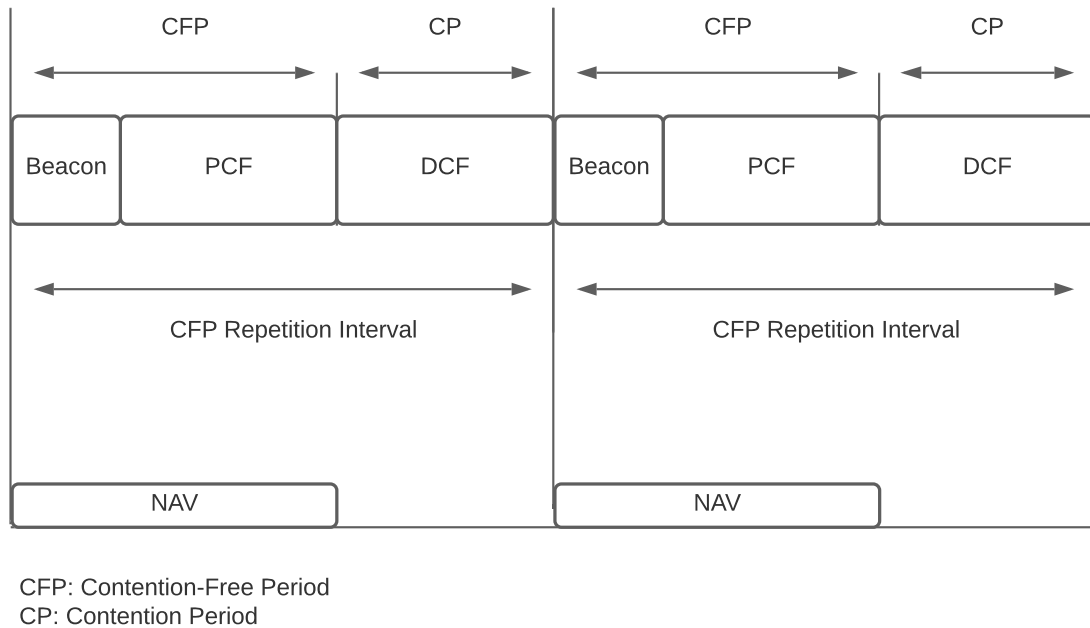 CFP CP CFP CP
Beacon PCF DCF Beacon PCF DCF
CFP Repetition Interval CFP Repetition Interval
NAV NAV
CFP: Contention-Free Period
CP: Contention Period